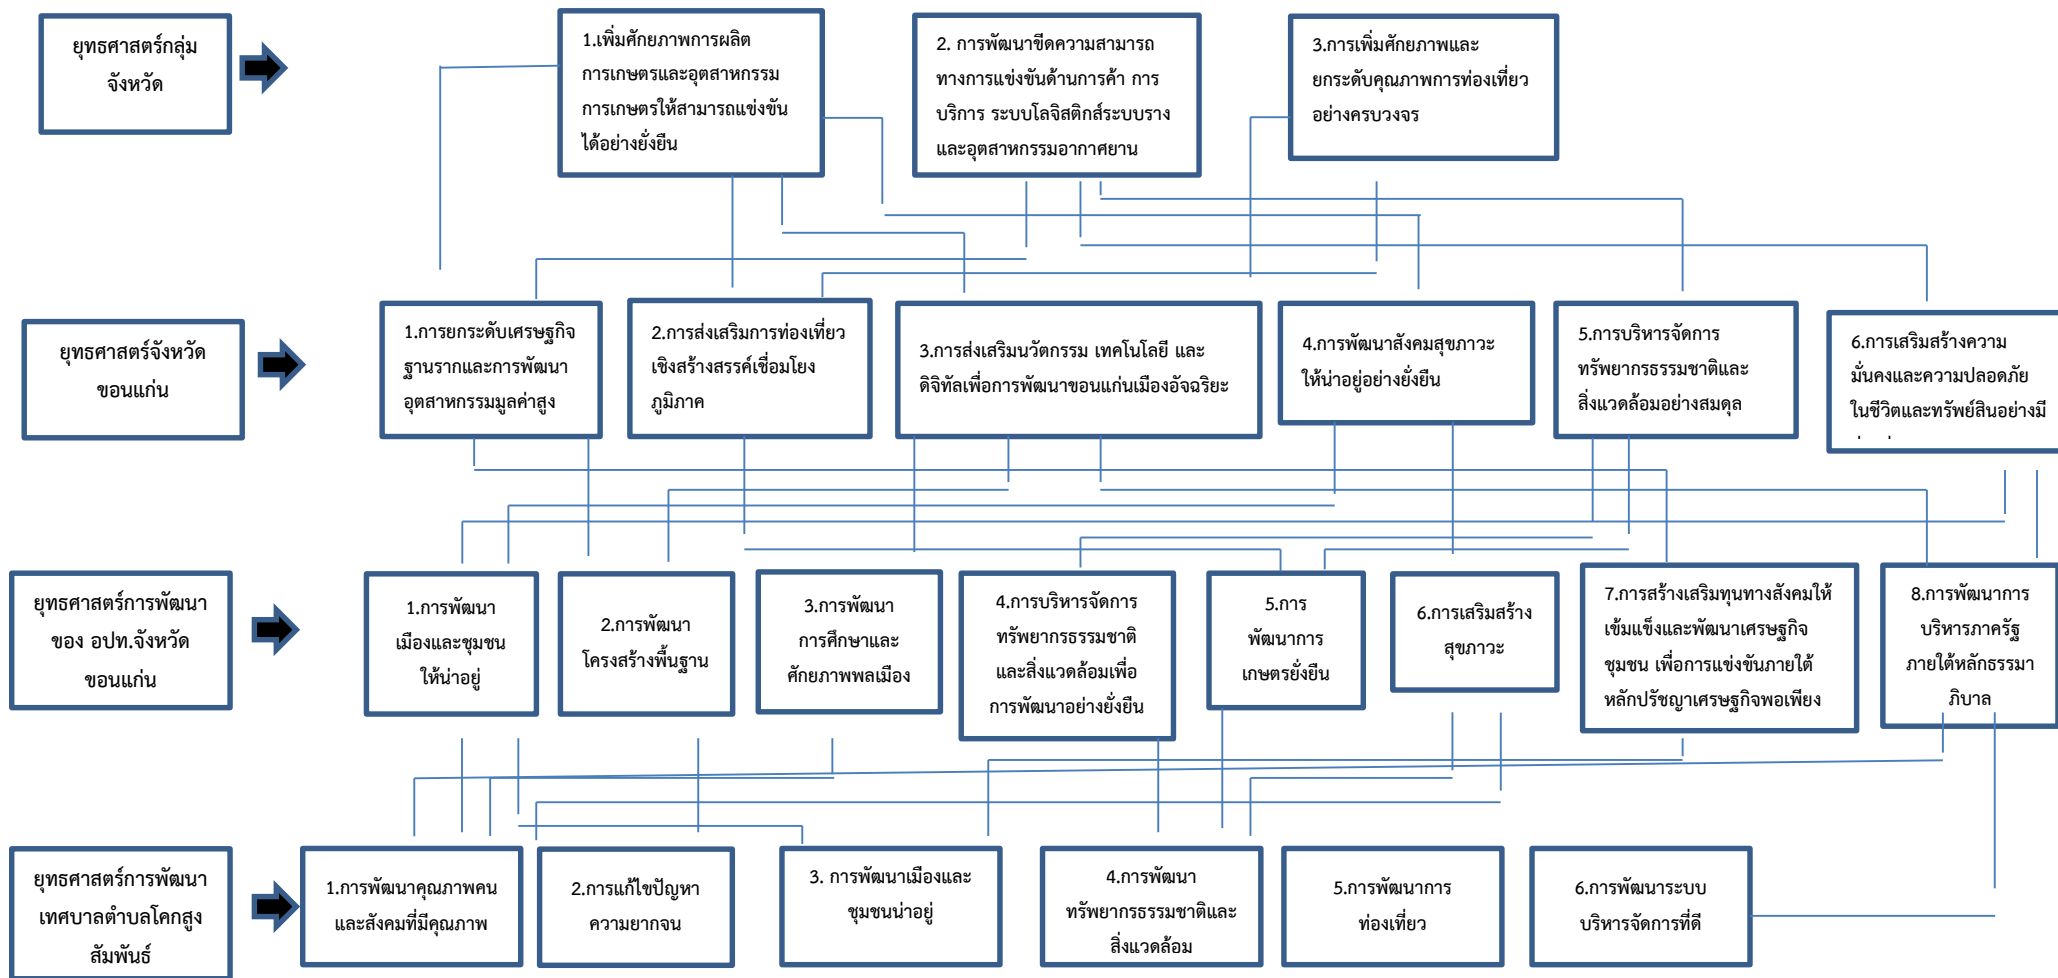 ยุทธศาสตร์กลุ่ม
จังหวัด
1.เพิ่มศักยภาพการผลิต
การเกษตรและอุตสาหกรรม
การเกษตรให้สามารถแข่งขัน
ได้อย่างยั่งยืน
2. การพัฒนาขีดความสามารถ
ทางการแข่งขันด้านการค้า การ
บริการ ระบบโลจิสติกส์ระบบราง
และอุตสาหกรรมอากาศยาน
3.การเพิ่มศักยภาพและ
ยกระดับคุณภาพการท่องเที่ยว
อย่างครบวงจร
ยุทธศาสตร์จังหวัด
ขอนแก่น
1.การยกระดับเศรษฐกิจ
ฐานรากและการพัฒนา
อุตสาหกรรมมูลค่าสูง
2.การส่งเสริมการท่องเที่ยว
เชิงสร้างสรรค์เชื่อมโยง
ภูมิภาค
3.การส่งเสริมนวัตกรรม เทคโนโลยี และ
ดิจิทัลเพื่อการพัฒนาขอนแก่นเมืองอัจฉริยะ
4.การพัฒนาสังคมสุขภาวะ
ให้น่าอยู่อย่างยั่งยืน
5.การบริหารจัดการ
ทรัพยากรธรรมชาติและ
สิ่งแวดล้อมอย่างสมดุล
6.การเสริมสร้างความ
มั่นคงและความปลอดภัย
ในชีวิตและทรัพย์สินอย่างมี
ยุทธศาสตร์การพัฒนา
ของ อปท.จังหวัด
ขอนแก่น
1.การพัฒนา
เมืองและชุมชน
ให้น่าอยู่
2.การพัฒนา
โครงสร้างพื้นฐาน
3.การพัฒนา
การศึกษาและ
ศักยภาพพลเมือง
4.การบริหารจัดการ
ทรัพยากรธรรมชาติ
และสิ่งแวดล้อมเพื่อ
การพัฒนาอย่างยั่งยืน
5.การ
พัฒนาการ
เกษตรยั่งยืน
6.การเสริมสร้าง
สุขภาวะ
7.การสร้างเสริมทุนทางสังคมให้
เข้มแข็งและพัฒนาเศรษฐกิจ
ชุมชน เพื่อการแข่งขันภายใต้
หลักปรัชญาเศรษฐกิจพอเพียง
8.การพัฒนาการ
บริหารภาครัฐ
ภายใต้หลักธรรมา
ภิบาล
ยุทธศาสตร์การพัฒนา
เทศบาลตำบลโคกสูง
สัมพันธ์
1.การพัฒนาคุณภาพคน
และสังคมที่มีคุณภาพ
2.การแก้ไขปัญหา
ความยากจน
3. การพัฒนาเมืองและ
ชุมชนน่าอยู่
4.การพัฒนา
ทรัพยากรธรรมชาติและ
สิ่งแวดล้อม
5.การพัฒนาการ
ท่องเที่ยว
6.การพัฒนาระบบ
บริหารจัดการที่ดี